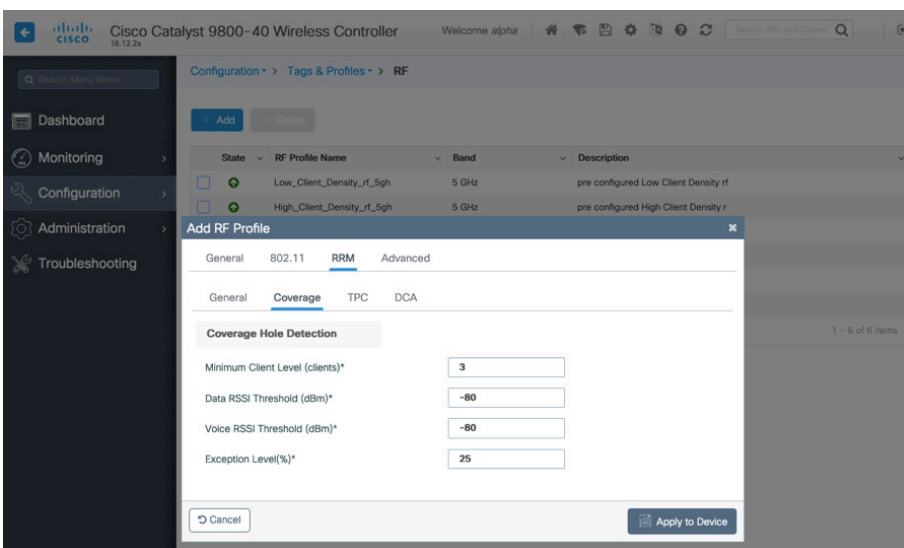 CISCO
Cisco Catalyst 9800-40 Wireless Controller
16.12.2s
Welcome alpha
Search APs and Clients
Search Menu Items
Configuration > Tags & Profiles > RF
Add
Delete
Dashboard
Monitoring
Configuration
Administration
Troubleshooting
State RF Profile Name Band Description
Low_Client_Density_rf_5gh 5 GHz pre configured Low Client Density rf
High_Client_Density_rf_5gh 5 GHz pre configured High Client Density r
1 - 6 of 6 items
Add RF Profile
General 802.11 RRM Advanced
General Coverage TPC DCA
Coverage Hole Detection
Minimum Client Level (clients)* 3
Data RSSI Threshold (dBm)* -80
Voice RSSI Threshold (dBm)* -80
Exception Level(%)* 25
Cancel
Apply to Device